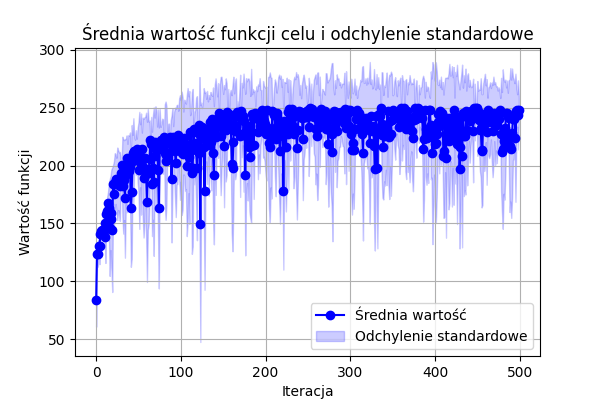 Średnia wartość funkcji celu i odchylenie standardowe
Wartość funkcji
300
250
200
150
100
50
0
100
200
300
400
500
Iteracja
Średnia wartość
Odchylenie standardowe